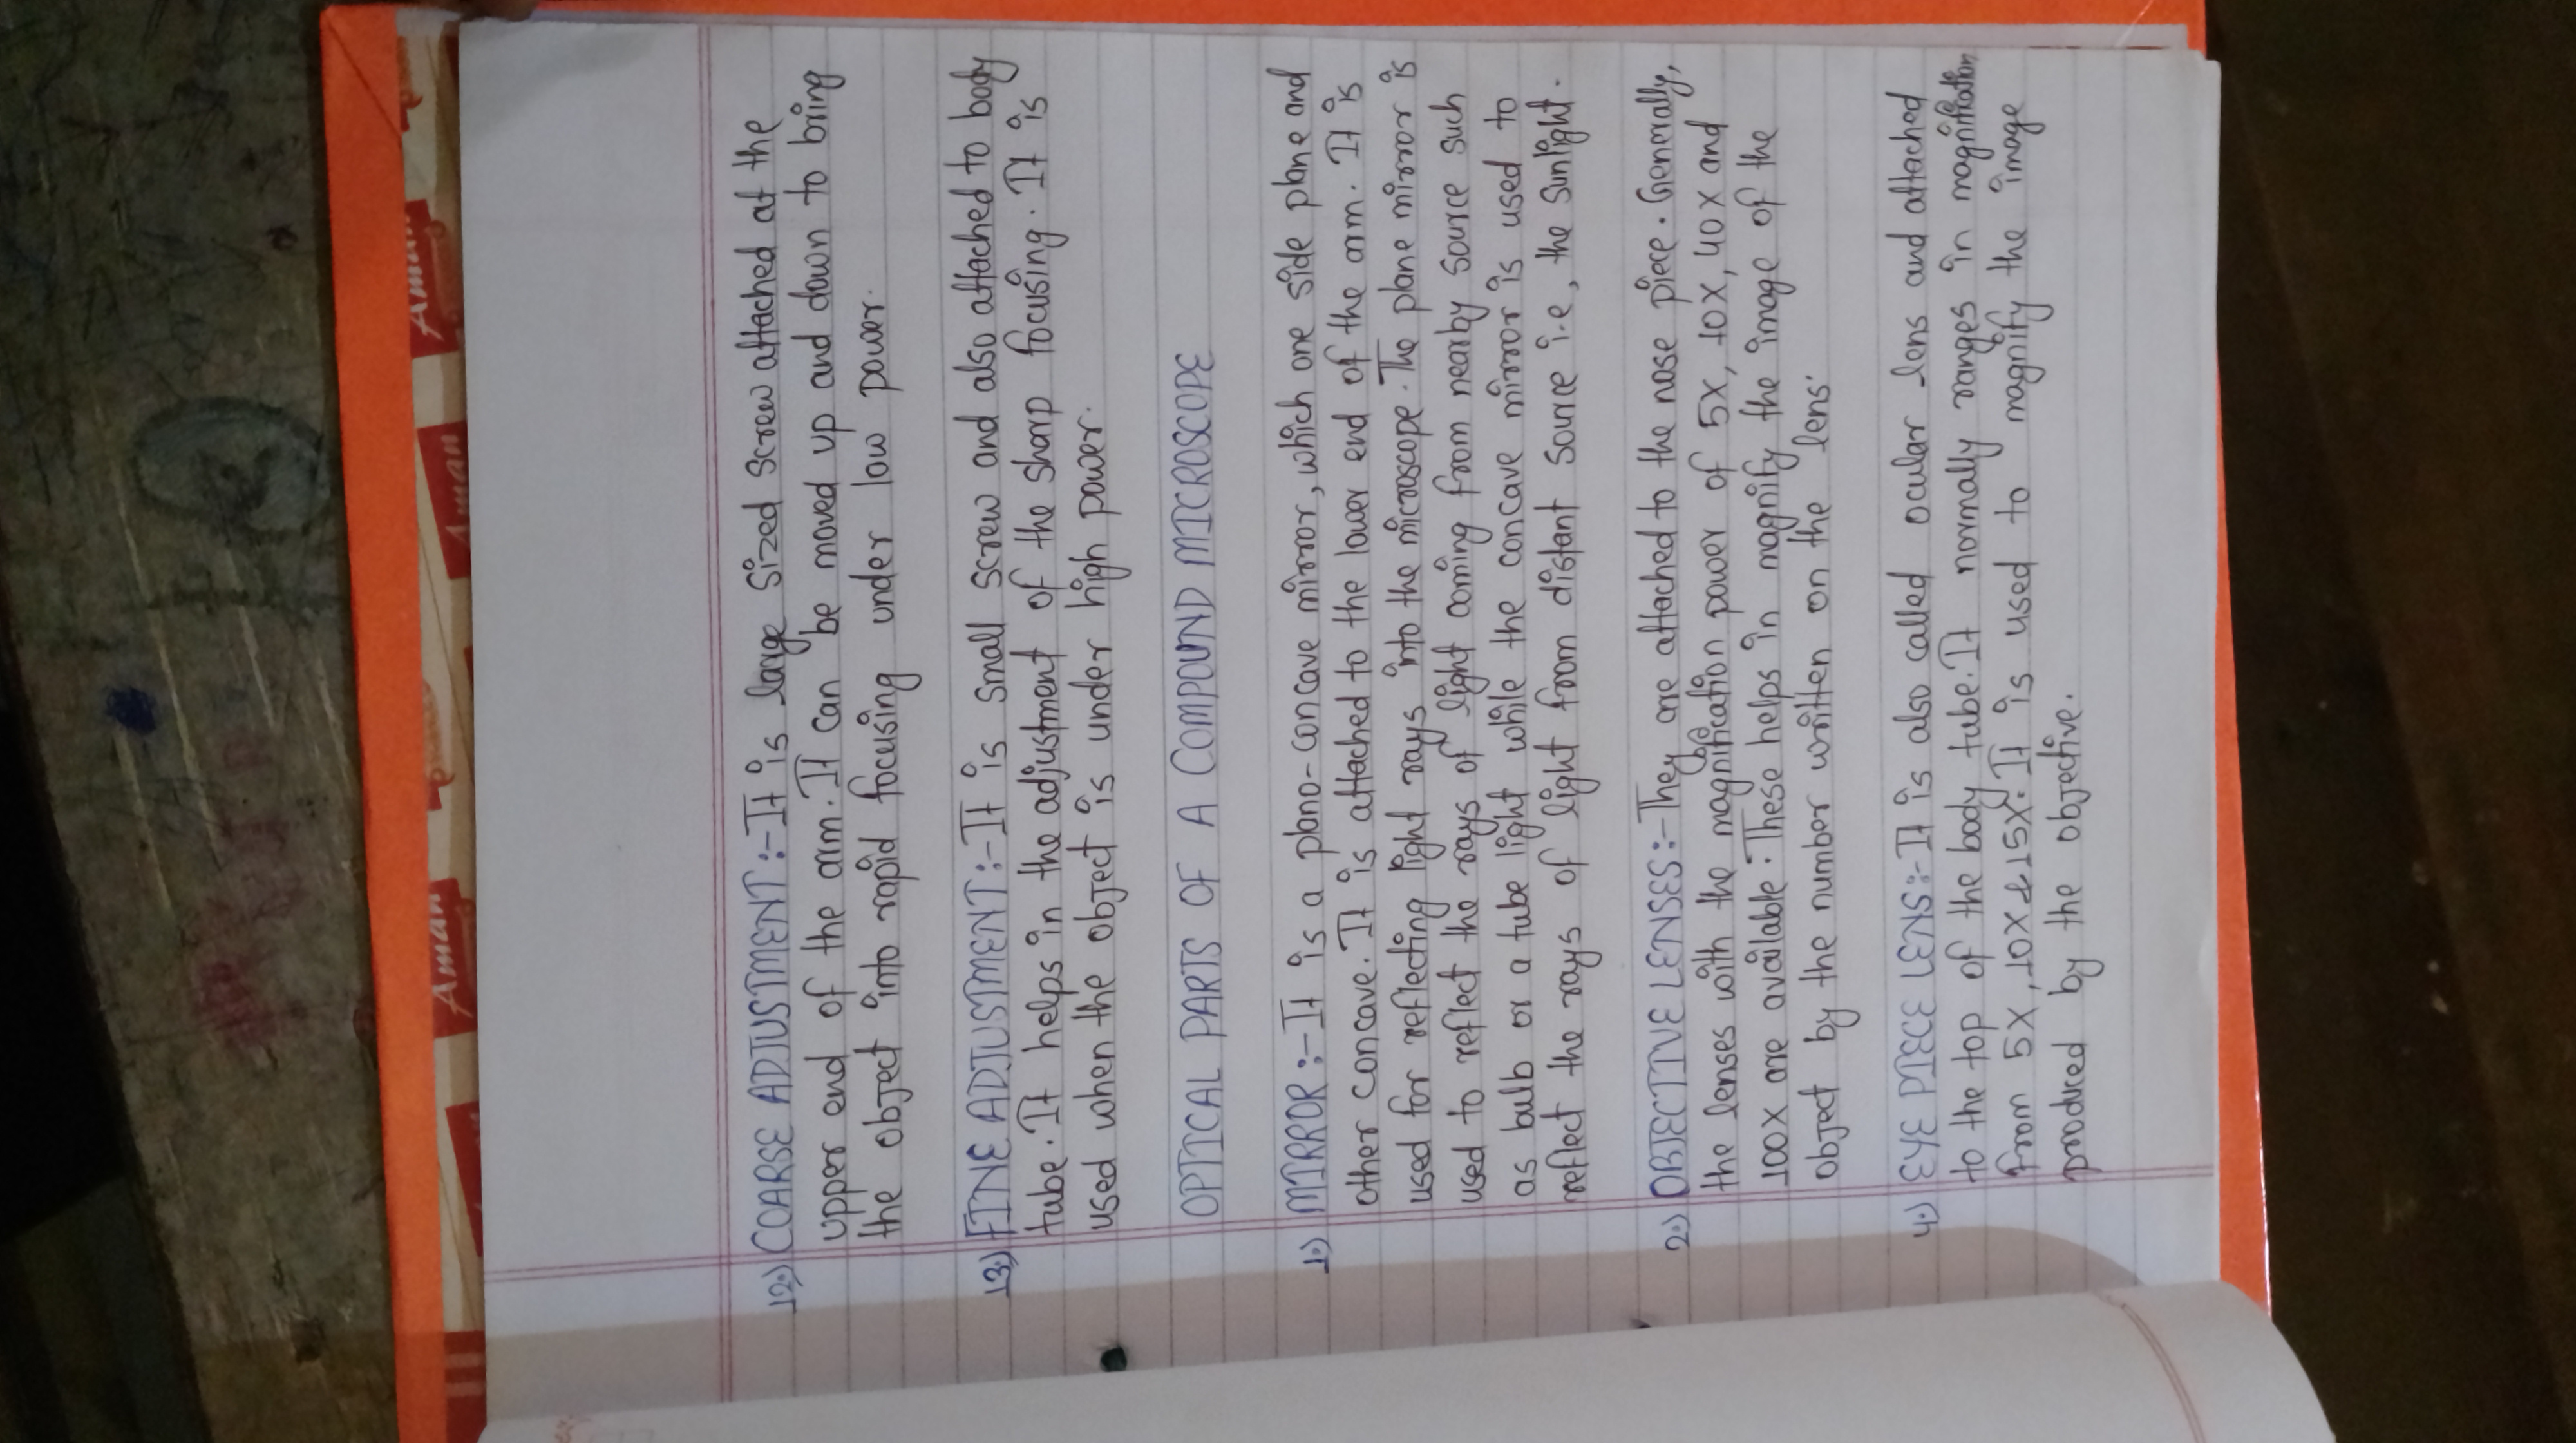 12.) COARSE ADJUSTMENT:- It is large sized screw attached at the
upper end of the arm. It can be moved up and down to bring
the object into rapid focusing under low power.
13.) FINE ADJUSTMENT:- It is small screw and also attached to body
tube. It helps in the adjustment of the sharp focusing. It is
used when the object is under high power.
OPTICAL PARTS OF A COMPOUND MICROSCOPE
1.) MIRROR:- It is a plano-concave mirror, which one side plane and
other concave. It is attached to the lower end of the arm. It is
used for reflecting light rays into the microscope. The plane mirror is
used to reflect the rays of light coming from nearby source such
as bulb or a tube light while the concave mirror is used to
reflect the rays of light from distant source i.e, the sunlight.
2.) OBJECTIVE LENSES:- They are attached to the nose piece. Generally,
the lenses with the magnification power of 5X, 10X, 40X and
100X are available. These helps in magnify the image of the
object by the number written on the lens.
4.) EYE PIECE LENS:- It is also called ocular lens and attached
to the top of the body tube. It normally ranges in magnification
from 5X, 10X & 15X. It is used to magnify the image
produced by the objective.
Aman
Aman
Aman